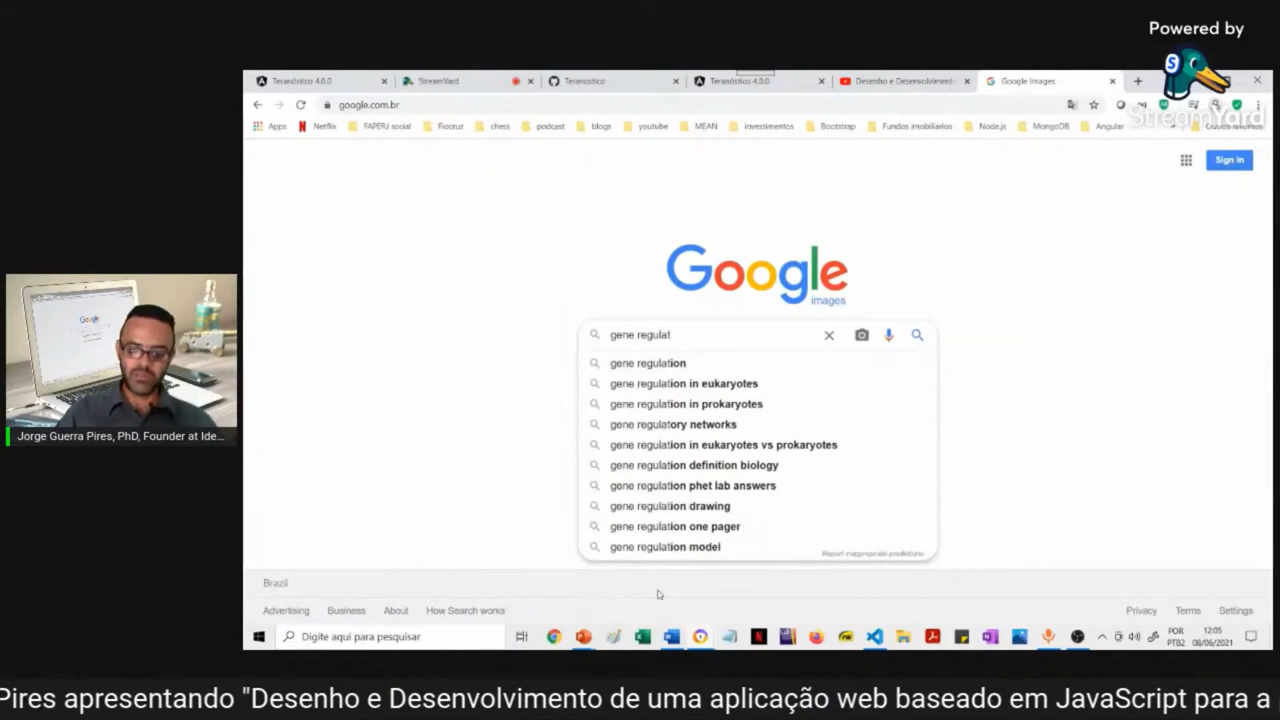 Powered by
StreamYard
Teranóstico 4.0.0
StreamYard
Teranostico
Teranóstico 4.0.0
Desenho e Desenvolvimento
Google Images
google.com.br
Apps
Netflix
FAPERJ social
Fiocruz
chess
podcast
blogs
youtube
MEAN
investimentos
Bootstrap
Fundos imobiliarios
Node.js
MongoDB
Angular
Outros favoritos
Sign in
Google
images
gene regulat
gene regulation
gene regulation in eukaryotes
gene regulation in prokaryotes
gene regulatory networks
gene regulation in eukaryotes vs prokaryotes
gene regulation definition biology
gene regulation phet lab answers
gene regulation drawing
gene regulation one pager
gene regulation model
Report inappropriate predictions
Google
Jorge Guerra Pires, PhD, Founder at Ide...
Brazil
Advertising Business About How Search works
Privacy Terms Settings
Digite aqui para pesquisar
POR
PTB2
12:05
08/06/2021
Pires apresentando "Desenho e Desenvolvimento de uma aplicação web baseado em JavaScript para a